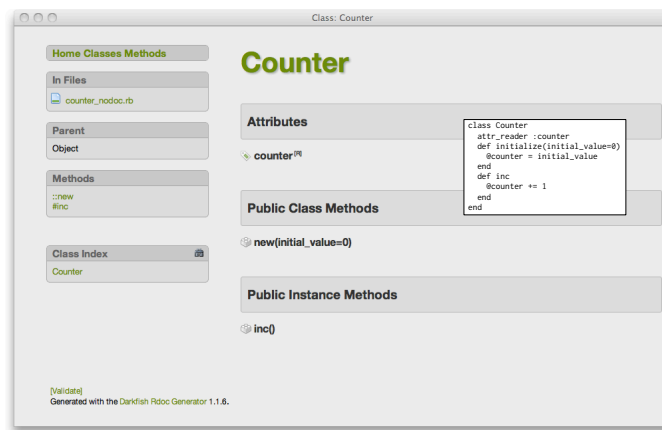 Class: Counter
Home Classes Methods
In Files
counter_nodoc.rb
Parent
Object
Methods
::new
#inc
Class Index
Counter
[Validate]
Generated with the Darkfish Rdoc Generator 1.1.6.
Counter
Attributes
counter [R]
class Counter
  attr_reader :counter
  def initialize(initial_value=0)
    @counter = initial_value
  end
  def inc
    @counter += 1
  end
end
Public Class Methods
new(initial_value=0)
Public Instance Methods
inc()